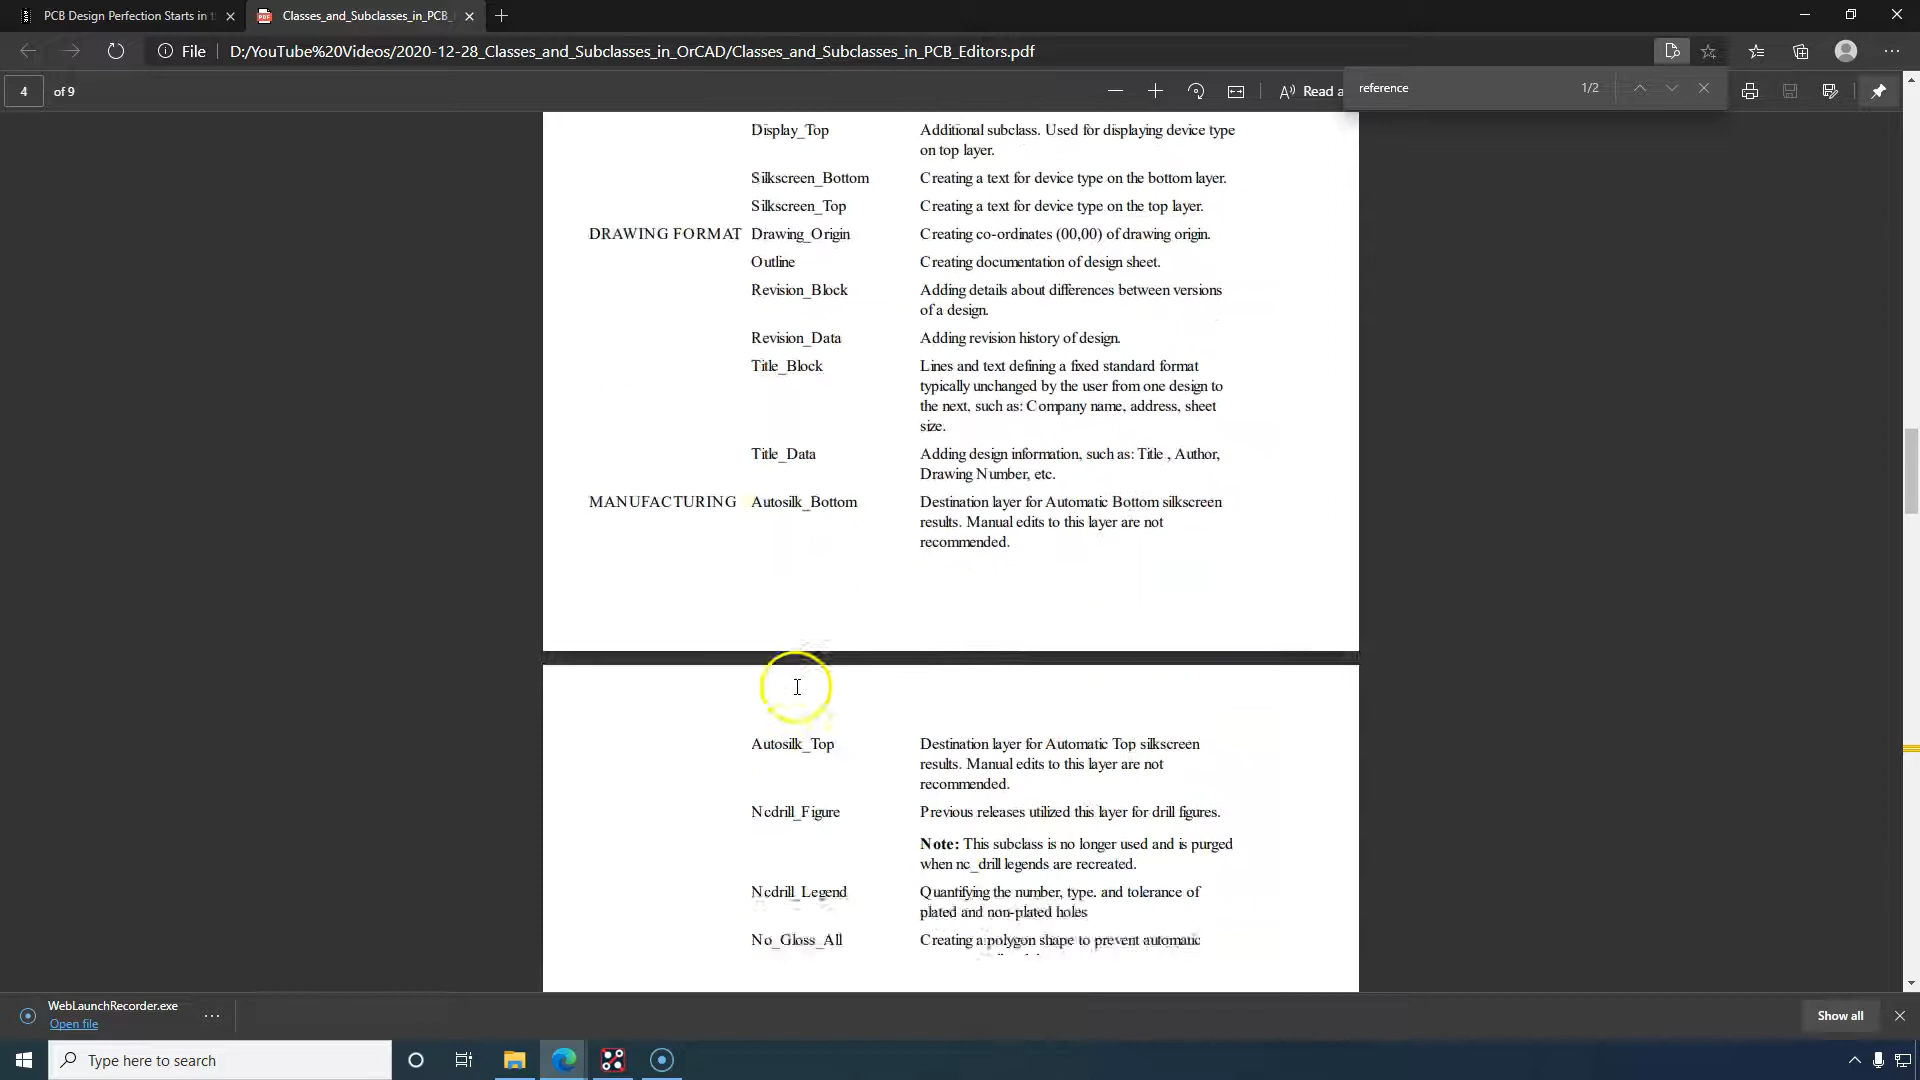 PCB Design Perfection Starts in t
Classes_and_Subclasses_in_PCB_
File D:/YouTube%20Videos/2020-12-28_Classes_and_Subclasses_in_OrCAD/Classes_and_Subclasses_in_PCB_Editors.pdf
4 of 9
Read a
reference 1/2
Display_Top Additional subclass. Used for displaying device type
on top layer.
Silkscreen_Bottom Creating a text for device type on the bottom layer.
Silkscreen_Top Creating a text for device type on the top layer.
DRAWING FORMAT Drawing_Origin Creating co-ordinates (00,00) of drawing origin.
Outline Creating documentation of design sheet.
Revision_Block Adding details about differences between versions
of a design.
Revision_Data Adding revision history of design.
Title_Block Lines and text defining a fixed standard format
typically unchanged by the user from one design to
the next, such as: Company name, address, sheet
size.
Title_Data Adding design information, such as: Title , Author,
Drawing Number, etc.
MANUFACTURING Autosilk_Bottom Destination layer for Automatic Bottom silkscreen
results. Manual edits to this layer are not
recommended.
Autosilk_Top Destination layer for Automatic Top silkscreen
results. Manual edits to this layer are not
recommended.
Ncdrill_Figure Previous releases utilized this layer for drill figures.
Note: This subclass is no longer used and is purged
when nc_drill legends are recreated.
Ncdrill_Legend Quantifying the number, type. and tolerance of
plated and non-plated holes
No_Gloss_All Creating a polygon shape to prevent automatic
WebLaunchRecorder.exe
Open file
Show all
Type here to search